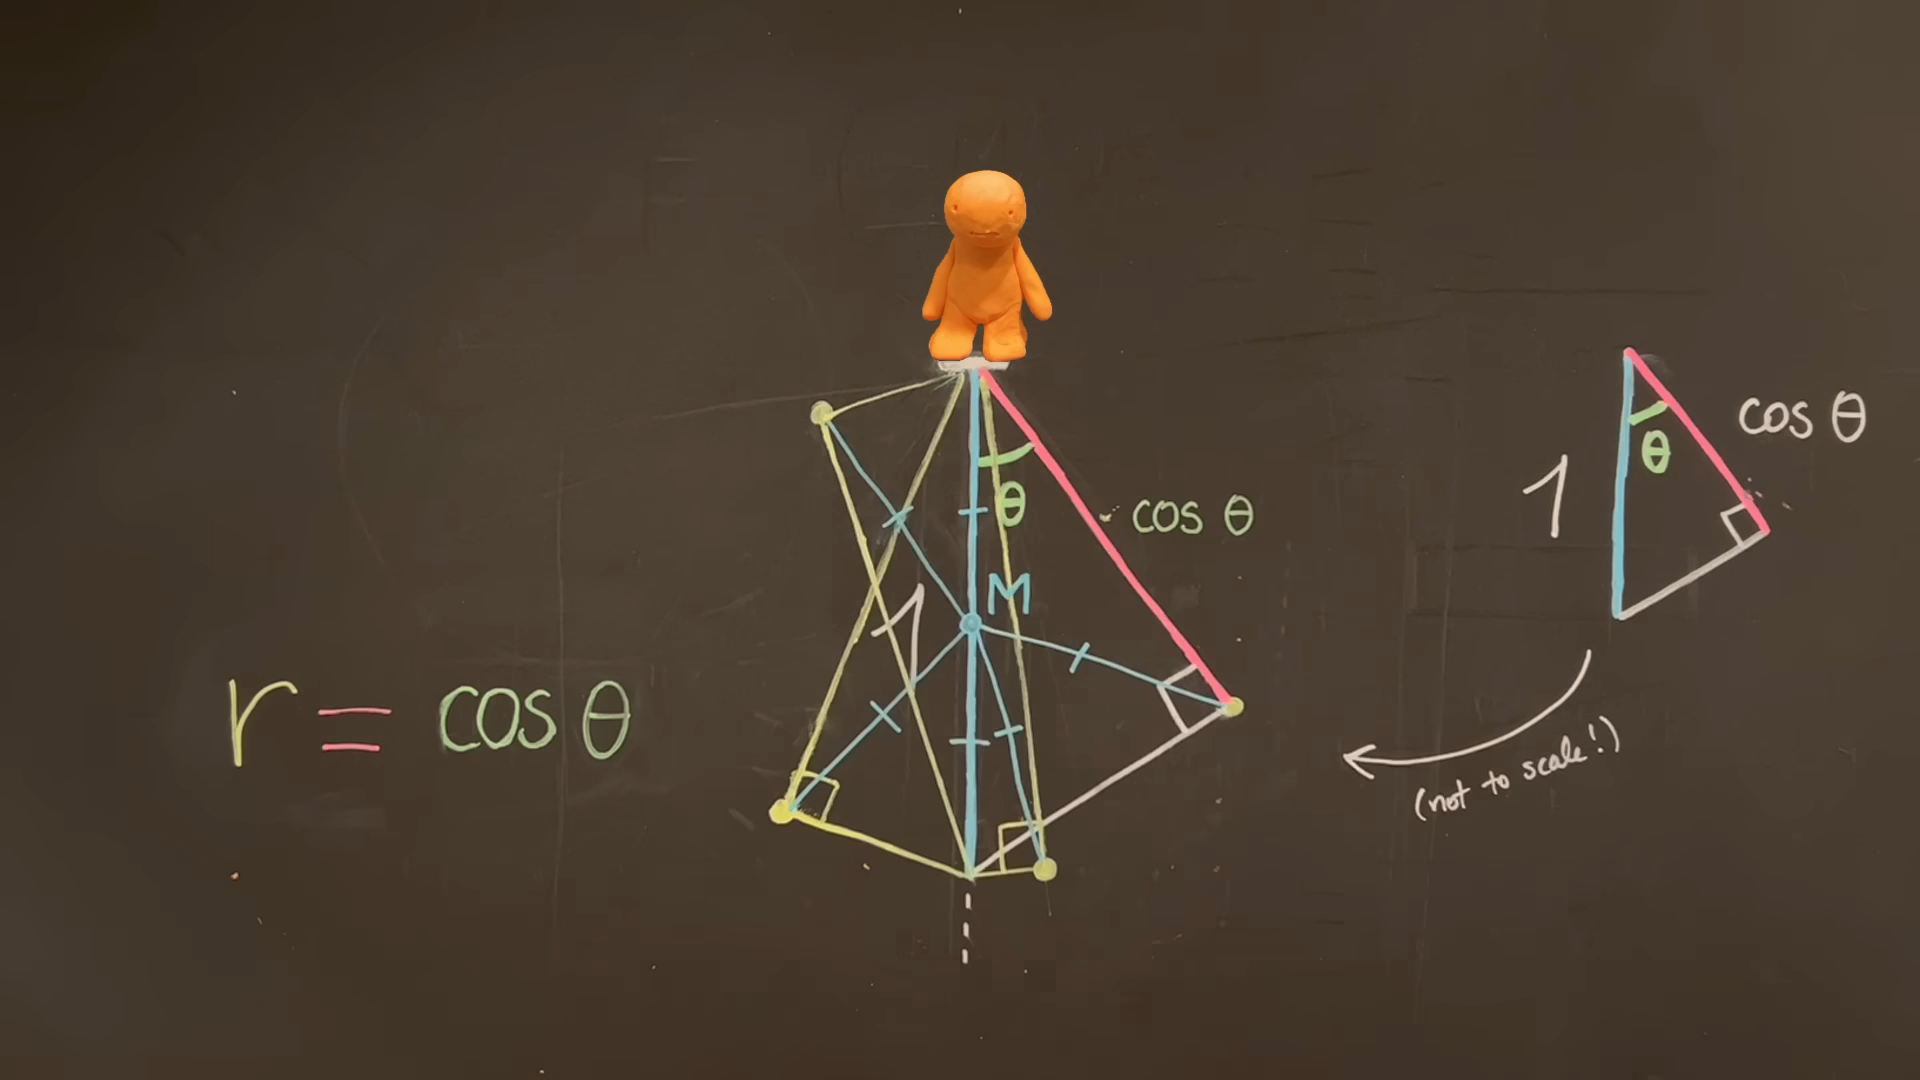 r = cos θ
1
θ
M
cos θ
1
θ
cos θ
(not to scale!)